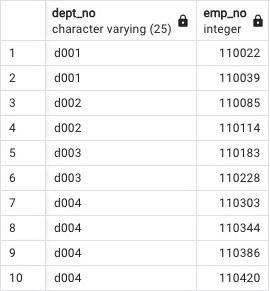 dept_no emp_no
character varying (25) integer
1 d001 110022
2 d001 110039
3 d002 110085
4 d002 110114
5 d003 110183
6 d003 110228
7 d004 110303
8 d004 110344
9 d004 110386
10 d004 110420